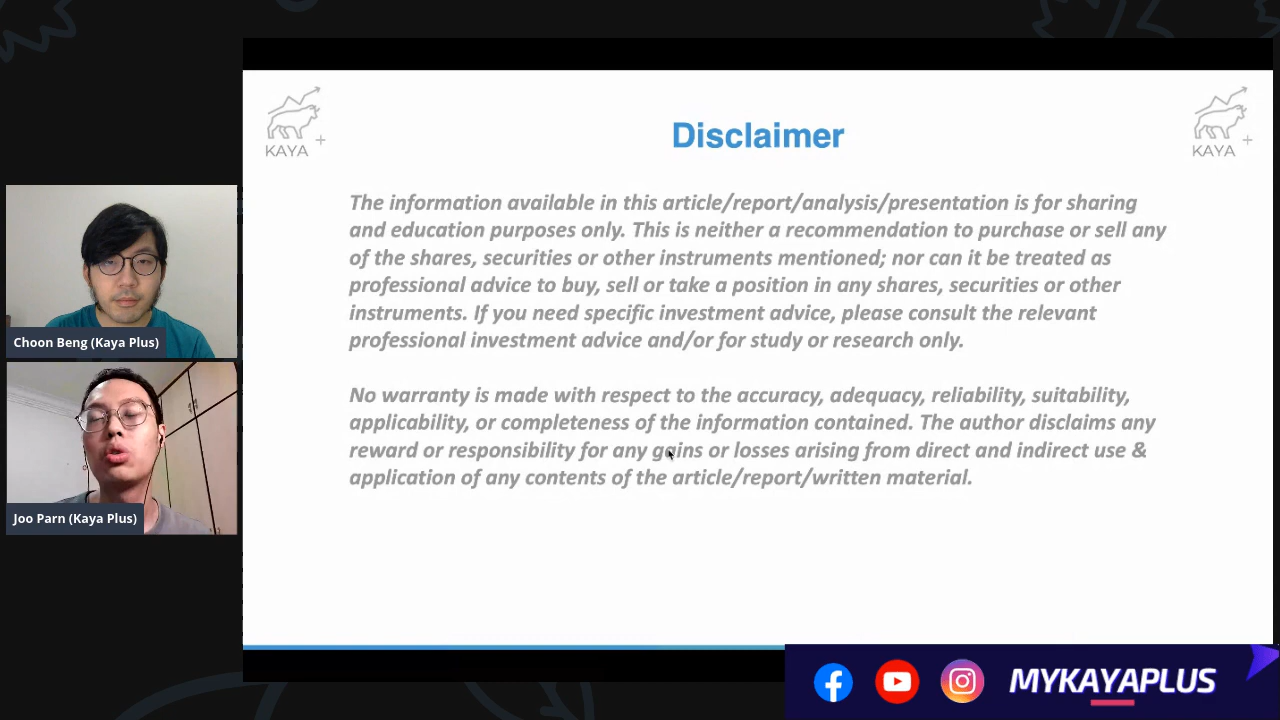 KAYA
KAYA
Disclaimer
The information available in this article/report/analysis/presentation is for sharing
and education purposes only. This is neither a recommendation to purchase or sell any
of the shares, securities or other instruments mentioned; nor can it be treated as
professional advice to buy, sell or take a position in any shares, securities or other
instruments. If you need specific investment advice, please consult the relevant
professional investment advice and/or for study or research only.
No warranty is made with respect to the accuracy, adequacy, reliability, suitability,
applicability, or completeness of the information contained. The author disclaims any
reward or responsibility for any gains or losses arising from direct and indirect use &
application of any contents of the article/report/written material.
Choon Beng (Kaya Plus)
Joo Parn (Kaya Plus)
MYKAYAPLUS